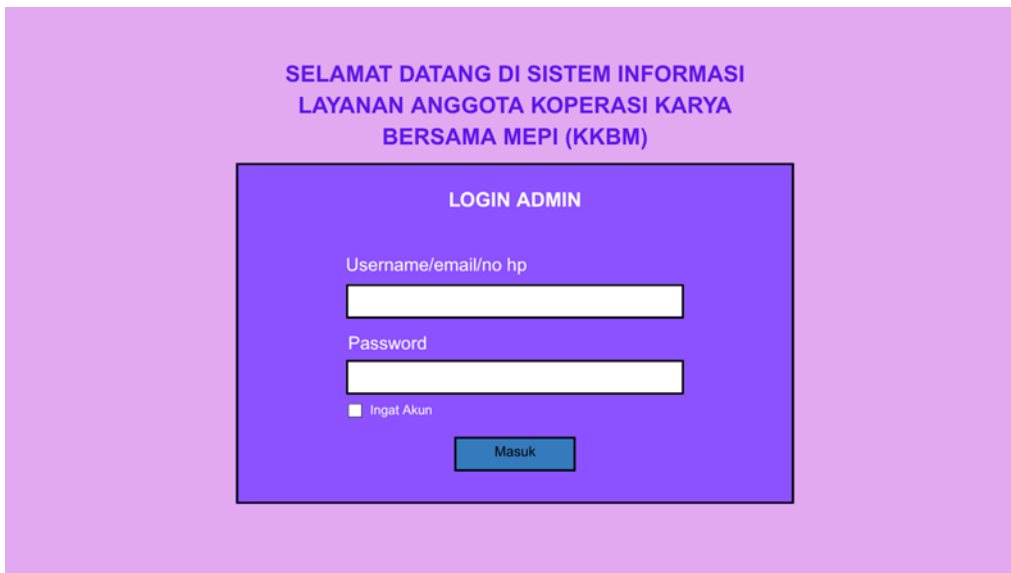 SELAMAT DATANG DI SISTEM INFORMASI
LAYANAN ANGGOTA KOPERASI KARYA
BERSAMA MEPI (KKBM)
LOGIN ADMIN
Username/email/no hp
Password
Ingat Akun
Masuk